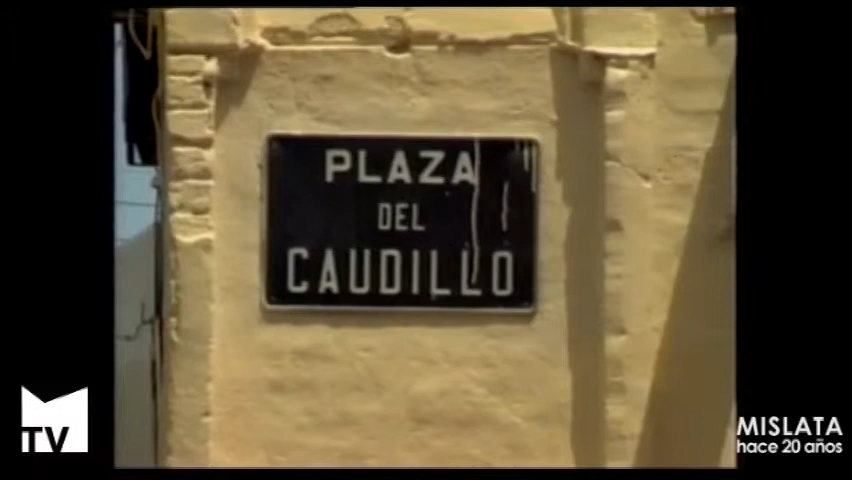 PLAZA
DEL
CAUDILLO
TV
MISLATA
hace 20 años